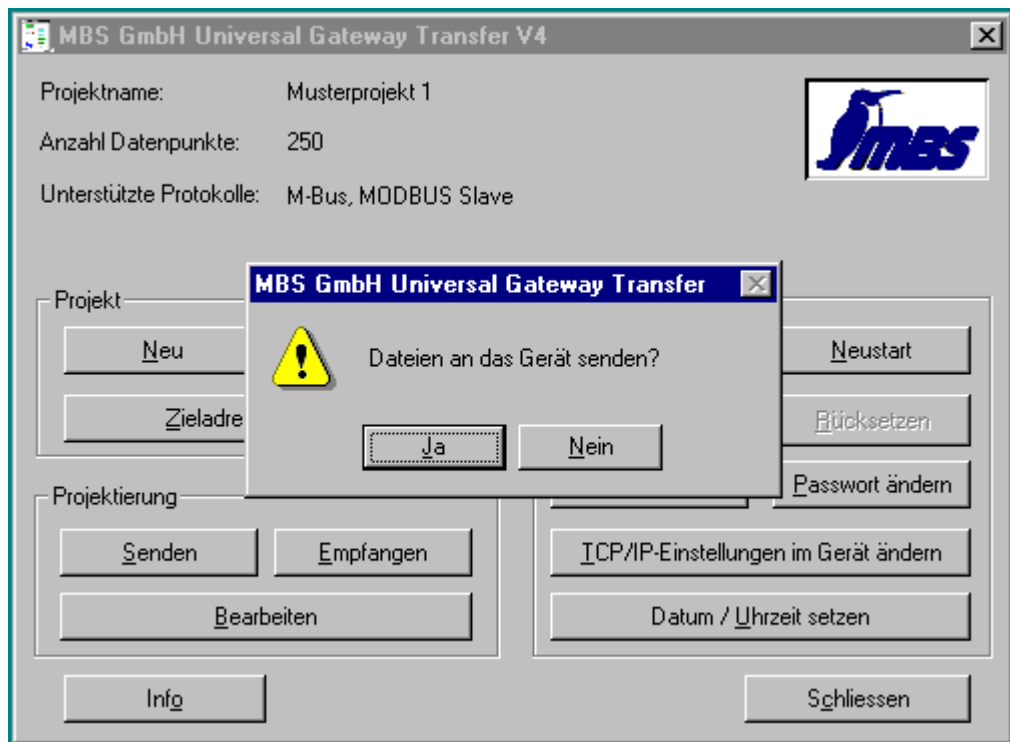 MBS GmbH Universal Gateway Transfer V4
Projektname: Musterprojekt 1
Anzahl Datenpunkte: 250
Unterstützte Protokolle: M-Bus, MODBUS Slave
mBS
MBS GmbH Universal Gateway Transfer
Dateien an das Gerät senden?
Ja Nein
Projekt
Neu
Zieladre
Neustart
Rücksetzen
Passwort ändern
Projektierung
Senden Empfangen
Bearbeiten
TCP/IP-Einstellungen im Gerät ändern
Datum / Uhrzeit setzen
Info
Schliessen